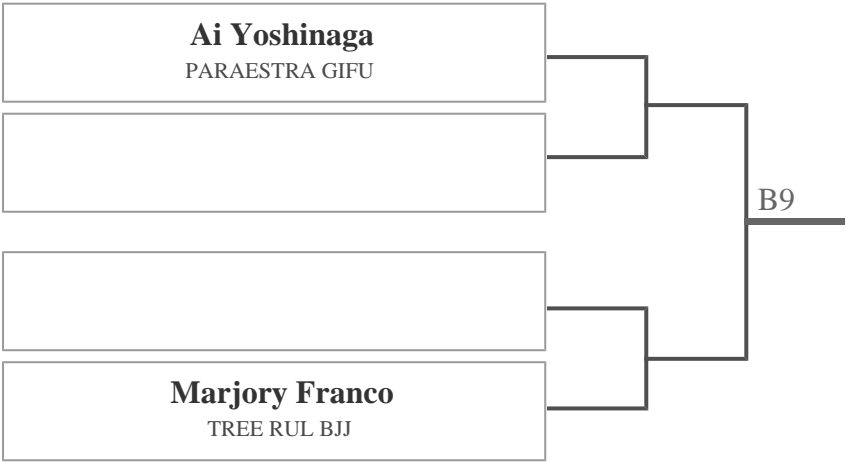 Ai Yoshinaga
PARAESTRA GIFU
B9
Marjory Franco
TREE RUL BJJ